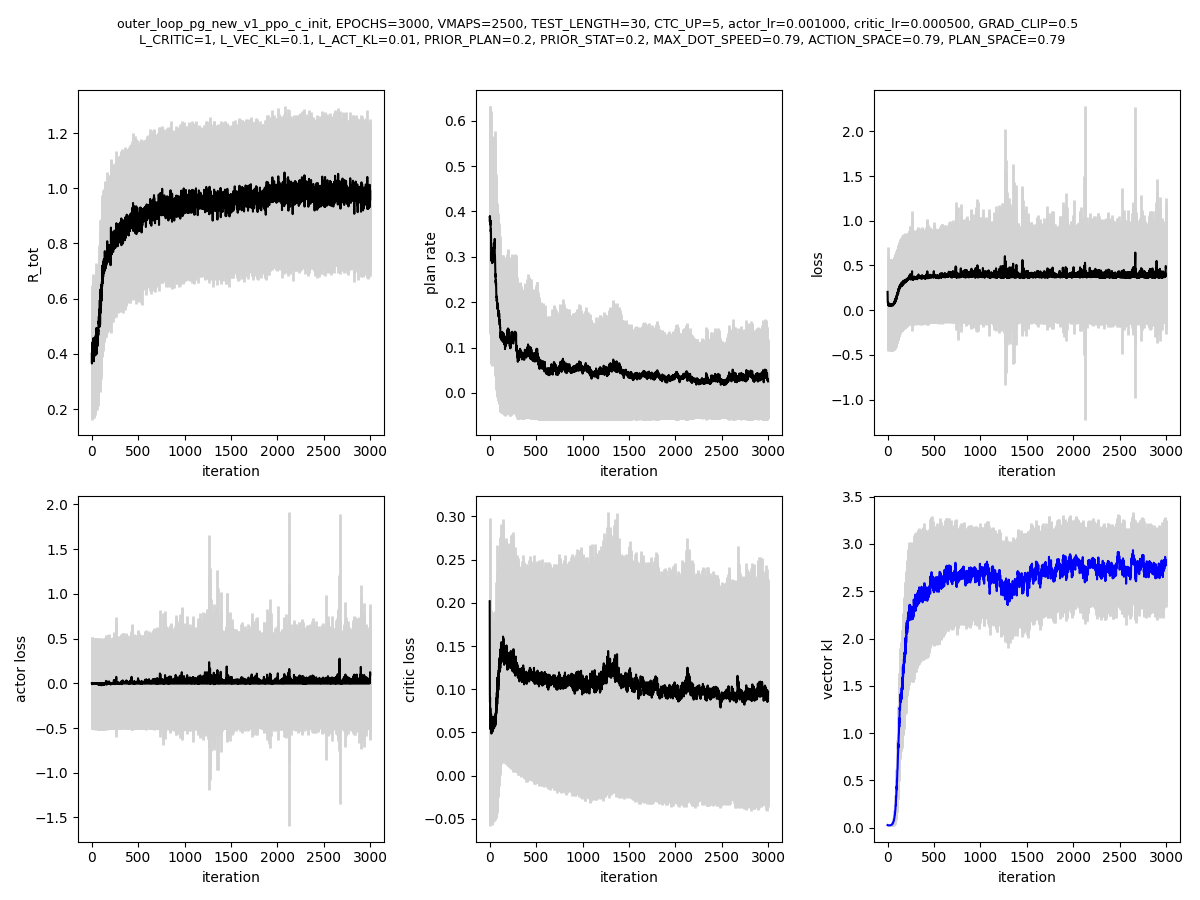 outer_loop_pg_new_v1_ppo_c_init, EPOCHS=3000, VMAPS=2500, TEST_LENGTH=30, CTC_UP=5, actor_lr=0.001000, critic_lr=0.000500, GRAD_CLIP=0.5
L_CRITIC=1, L_VEC_KL=0.1, L_ACT_KL=0.01, PRIOR_PLAN=0.2, PRIOR_STAT=0.2, MAX_DOT_SPEED=0.79, ACTION_SPACE=0.79, PLAN_SPACE=0.79
R_tot
1.2
1.0
0.8
0.6
0.4
0.2
0 500 1000 1500 2000 2500 3000
iteration
plan rate
0.6
0.5
0.4
0.3
0.2
0.1
0.0
0 500 1000 1500 2000 2500 3000
iteration
loss
2.0
1.5
1.0
0.5
0.0
−0.5
−1.0
0 500 1000 1500 2000 2500 3000
iteration
actor loss
2.0
1.5
1.0
0.5
0.0
−0.5
−1.0
−1.5
0 500 1000 1500 2000 2500 3000
iteration
critic loss
0.30
0.25
0.20
0.15
0.10
0.05
0.00
−0.05
0 500 1000 1500 2000 2500 3000
iteration
vector kl
3.5
3.0
2.5
2.0
1.5
1.0
0.5
0.0
0 500 1000 1500 2000 2500 3000
iteration